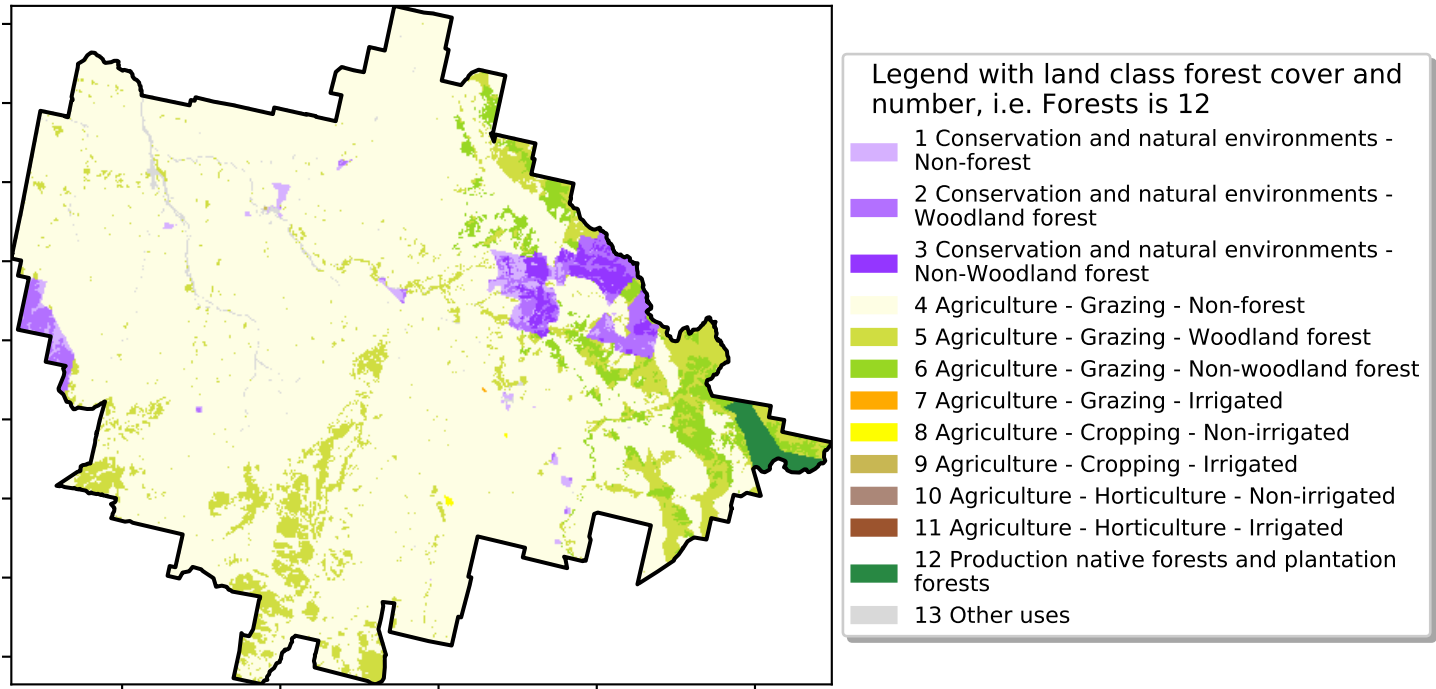 Legend with land class forest cover and
number, i.e. Forests is 12
1 Conservation and natural environments -
Non-forest
2 Conservation and natural environments -
Woodland forest
3 Conservation and natural environments -
Non-Woodland forest
4 Agriculture - Grazing - Non-forest
5 Agriculture - Grazing - Woodland forest
6 Agriculture - Grazing - Non-woodland forest
7 Agriculture - Grazing - Irrigated
8 Agriculture - Cropping - Non-irrigated
9 Agriculture - Cropping - Irrigated
10 Agriculture - Horticulture - Non-irrigated
11 Agriculture - Horticulture - Irrigated
12 Production native forests and plantation
forests
13 Other uses